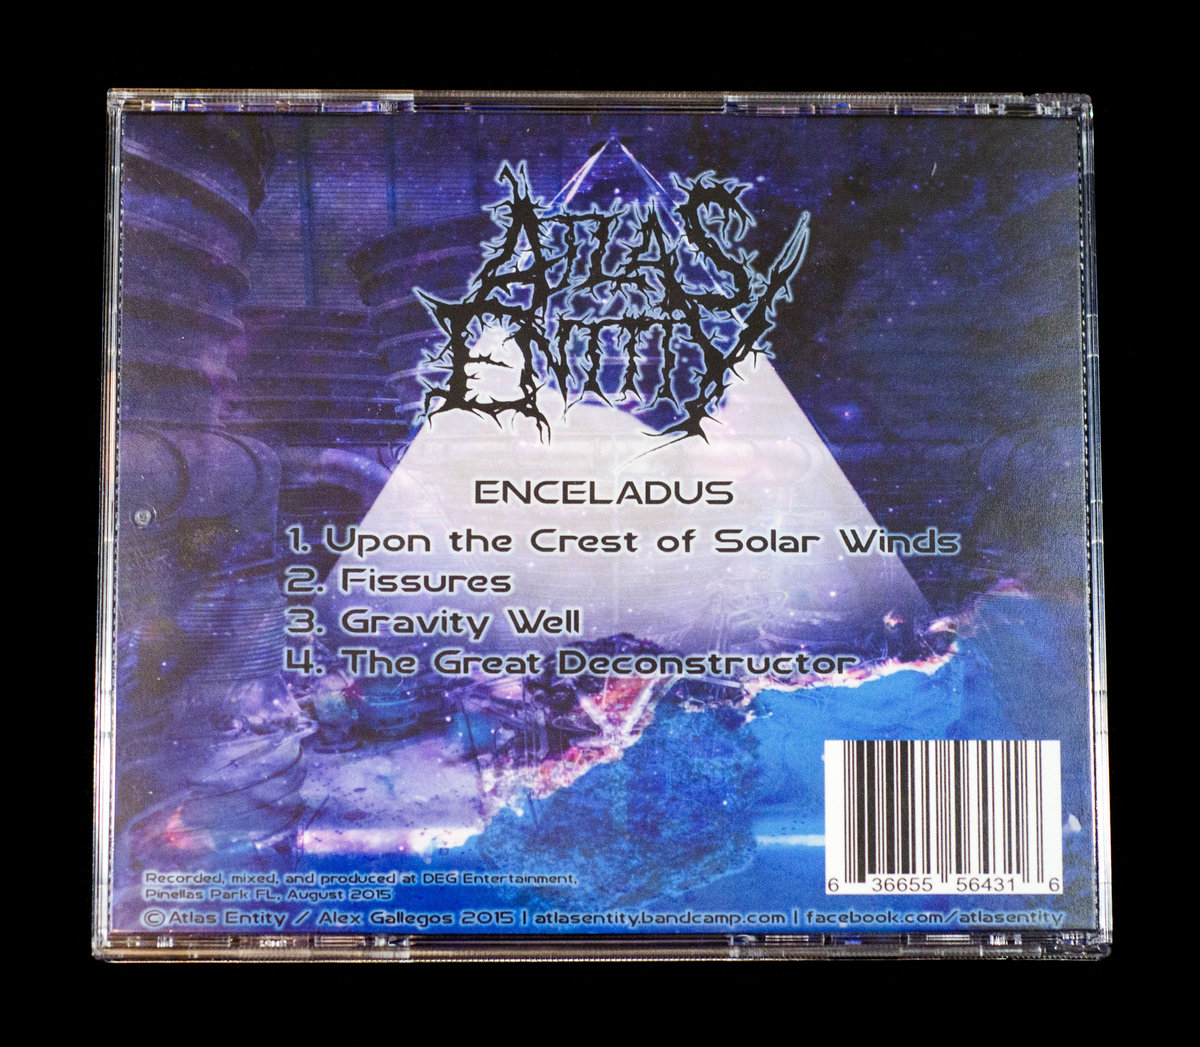 ATLAS
ENTITY
ENCELADUS
1. Upon the Crest of Solar Winds
2. Fissures
3. Gravity Well
4. The Great Deconstructor
6 36655 56431 6
Recorded, mixed, and produced at DEG Entertainment,
Pinellas Park FL, August 2015
© Atlas Entity / Alex Gallegos 2015 | atlasentity.bandcamp.com | facebook.com/atlasentity